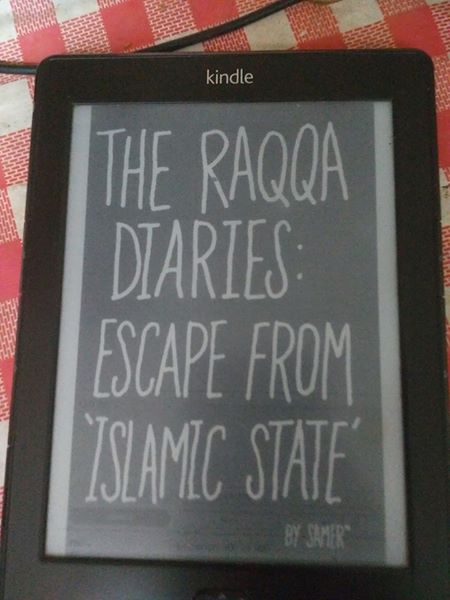 kindle
THE RAQQA
DIARIES:
ESCAPE FROM
'ISLAMIC STATE'
BY SAMER